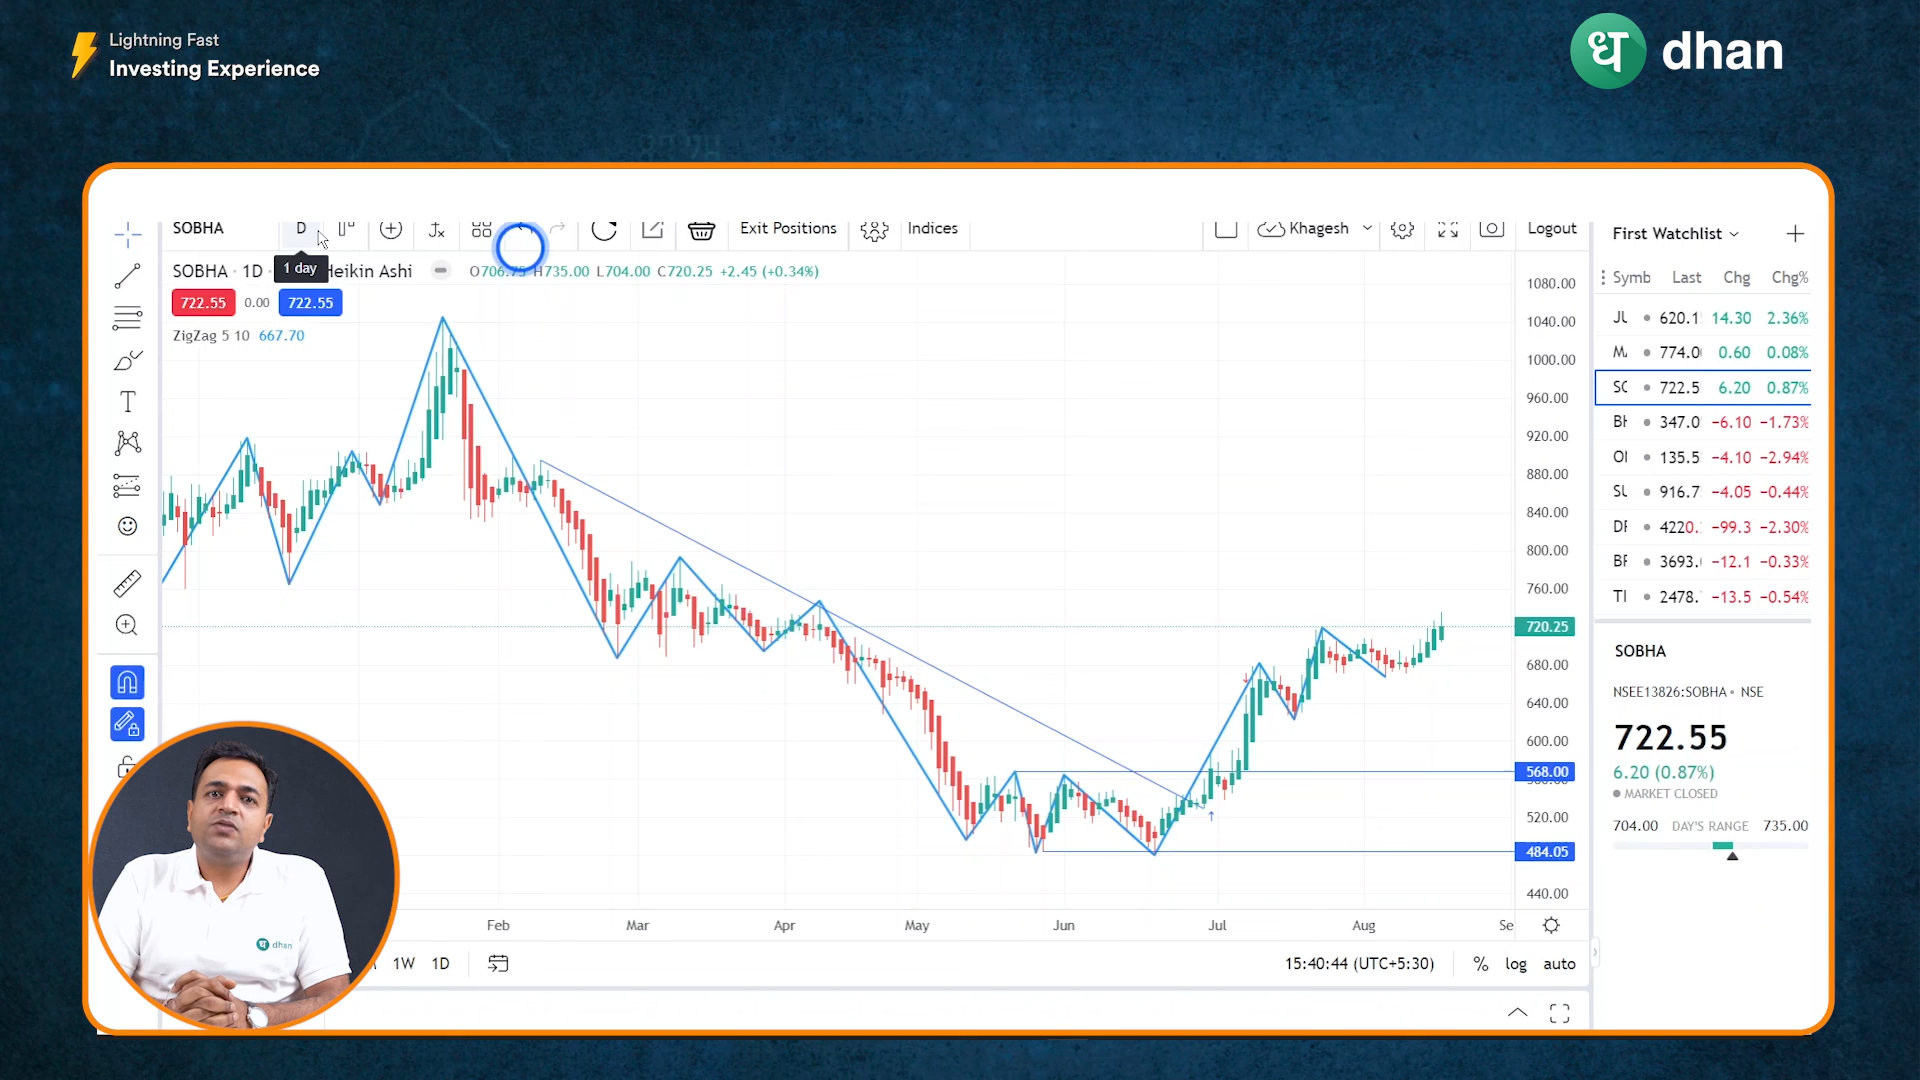 Lightning Fast
Investing Experience
ध dhan
SOBHA D Exit Positions Indices Khagesh Logout
1 day
SOBHA · 1D Heikin Ashi O706.75 H735.00 L704.00 C720.25 +2.45 (+0.34%)
722.55 0.00 722.55
ZigZag 5 10 667.70
1080.00
1040.00
1000.00
960.00
920.00
880.00
840.00
800.00
760.00
720.25
680.00
640.00
600.00
568.00
520.00
484.05
440.00
Feb Mar Apr May Jun Jul Aug Se
1W 1D 15:40:44 (UTC+5:30) % log auto
First Watchlist
Symb Last Chg Chg%
620.1 14.30 2.36%
774.0 0.60 0.08%
722.5 6.20 0.87%
347.0 −6.10 −1.73%
135.5 −4.10 −2.94%
916.7 −4.05 −0.44%
4220. −99.3 −2.30%
3693. −12.1 −0.33%
2478. −13.5 −0.54%
SOBHA
NSEE13826:SOBHA • NSE
722.55
6.20 (0.87%)
MARKET CLOSED
704.00 DAY'S RANGE 735.00
ध dhan